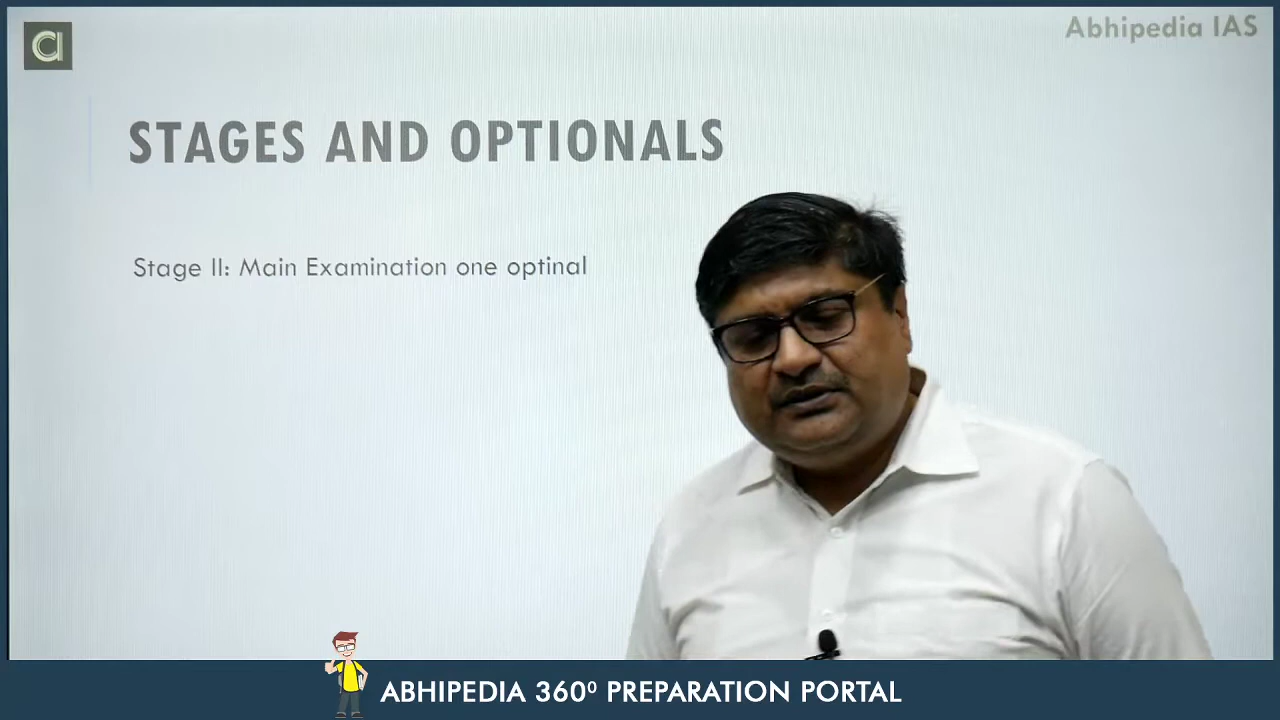 Abhipedia IAS
STAGES AND OPTIONALS
Stage II: Main Examination one optinal
ABHIPEDIA 360⁰ PREPARATION PORTAL